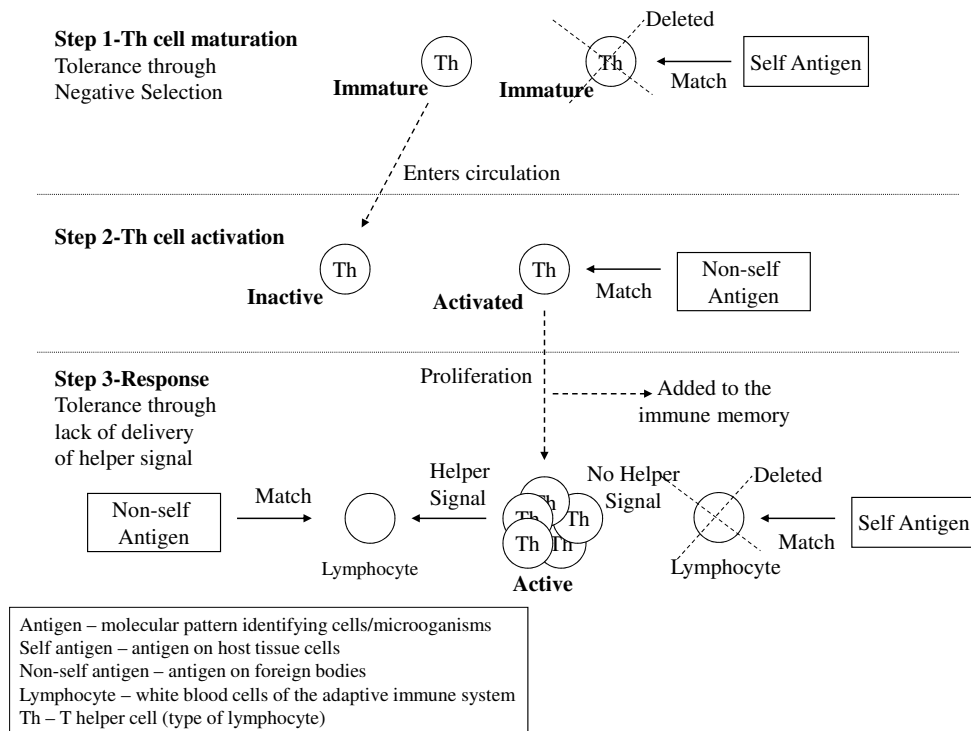 Step 1-Th cell maturation
Tolerance through
Negative Selection
Th
Immature
Deleted
Th
Immature
Match
Self Antigen
Enters circulation
Step 2-Th cell activation
Th
Inactive
Th
Activated
Match
Non-self
Antigen
Step 3-Response
Tolerance through
lack of delivery
of helper signal
Proliferation
Added to the
immune memory
Non-self
Antigen
Match
Lymphocyte
Helper
Signal
Th
Th
Th
Th
Th
Active
No Helper
Signal
Deleted
Lymphocyte
Match
Self Antigen
Antigen – molecular pattern identifying cells/microoganisms
Self antigen – antigen on host tissue cells
Non-self antigen – antigen on foreign bodies
Lymphocyte – white blood cells of the adaptive immune system
Th – T helper cell (type of lymphocyte)